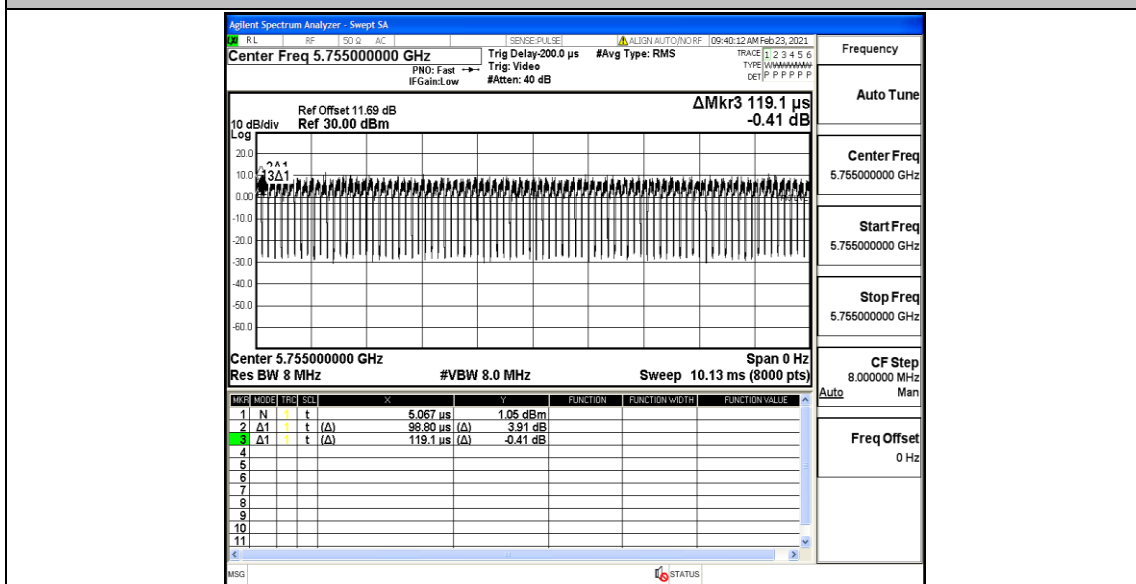 Agilent Spectrum Analyzer - Swept SA
RL RF 50 Ω AC SENSE:PULSE ALIGN AUTO/NO RF 09:40:12 AM Feb 23, 2021
Center Freq 5.755000000 GHz
PNO: Fast
IFGain:Low
Trig Delay-200.0 µs
Trig: Video
#Atten: 40 dB
#Avg Type: RMS
TRACE 1 2 3 4 5 6
TYPE
DET P P P P P P
Frequency
Auto Tune
Center Freq
5.755000000 GHz
Start Freq
5.755000000 GHz
Stop Freq
5.755000000 GHz
CF Step
8.000000 MHz
Auto Man
Freq Offset
0 Hz
ΔMkr3 119.1 µs
-0.41 dB
Ref Offset 11.69 dB
10 dB/div Ref 30.00 dBm
Log
20.0
10.0
0.00
-10.0
-20.0
-30.0
-40.0
-50.0
-60.0
2Δ1
3Δ1
Center 5.755000000 GHz Span 0 Hz
Res BW 8 MHz #VBW 8.0 MHz Sweep 10.13 ms (8000 pts)
MKR MODE TRC SCL X Y FUNCTION FUNCTION WIDTH FUNCTION VALUE
1 N 1 t 5.067 µs 1.05 dBm
2 Δ1 1 t (Δ) 98.80 µs (Δ) 3.91 dB
3 Δ1 1 t (Δ) 119.1 µs (Δ) -0.41 dB
4
5
6
7
8
9
10
11
MSG STATUS